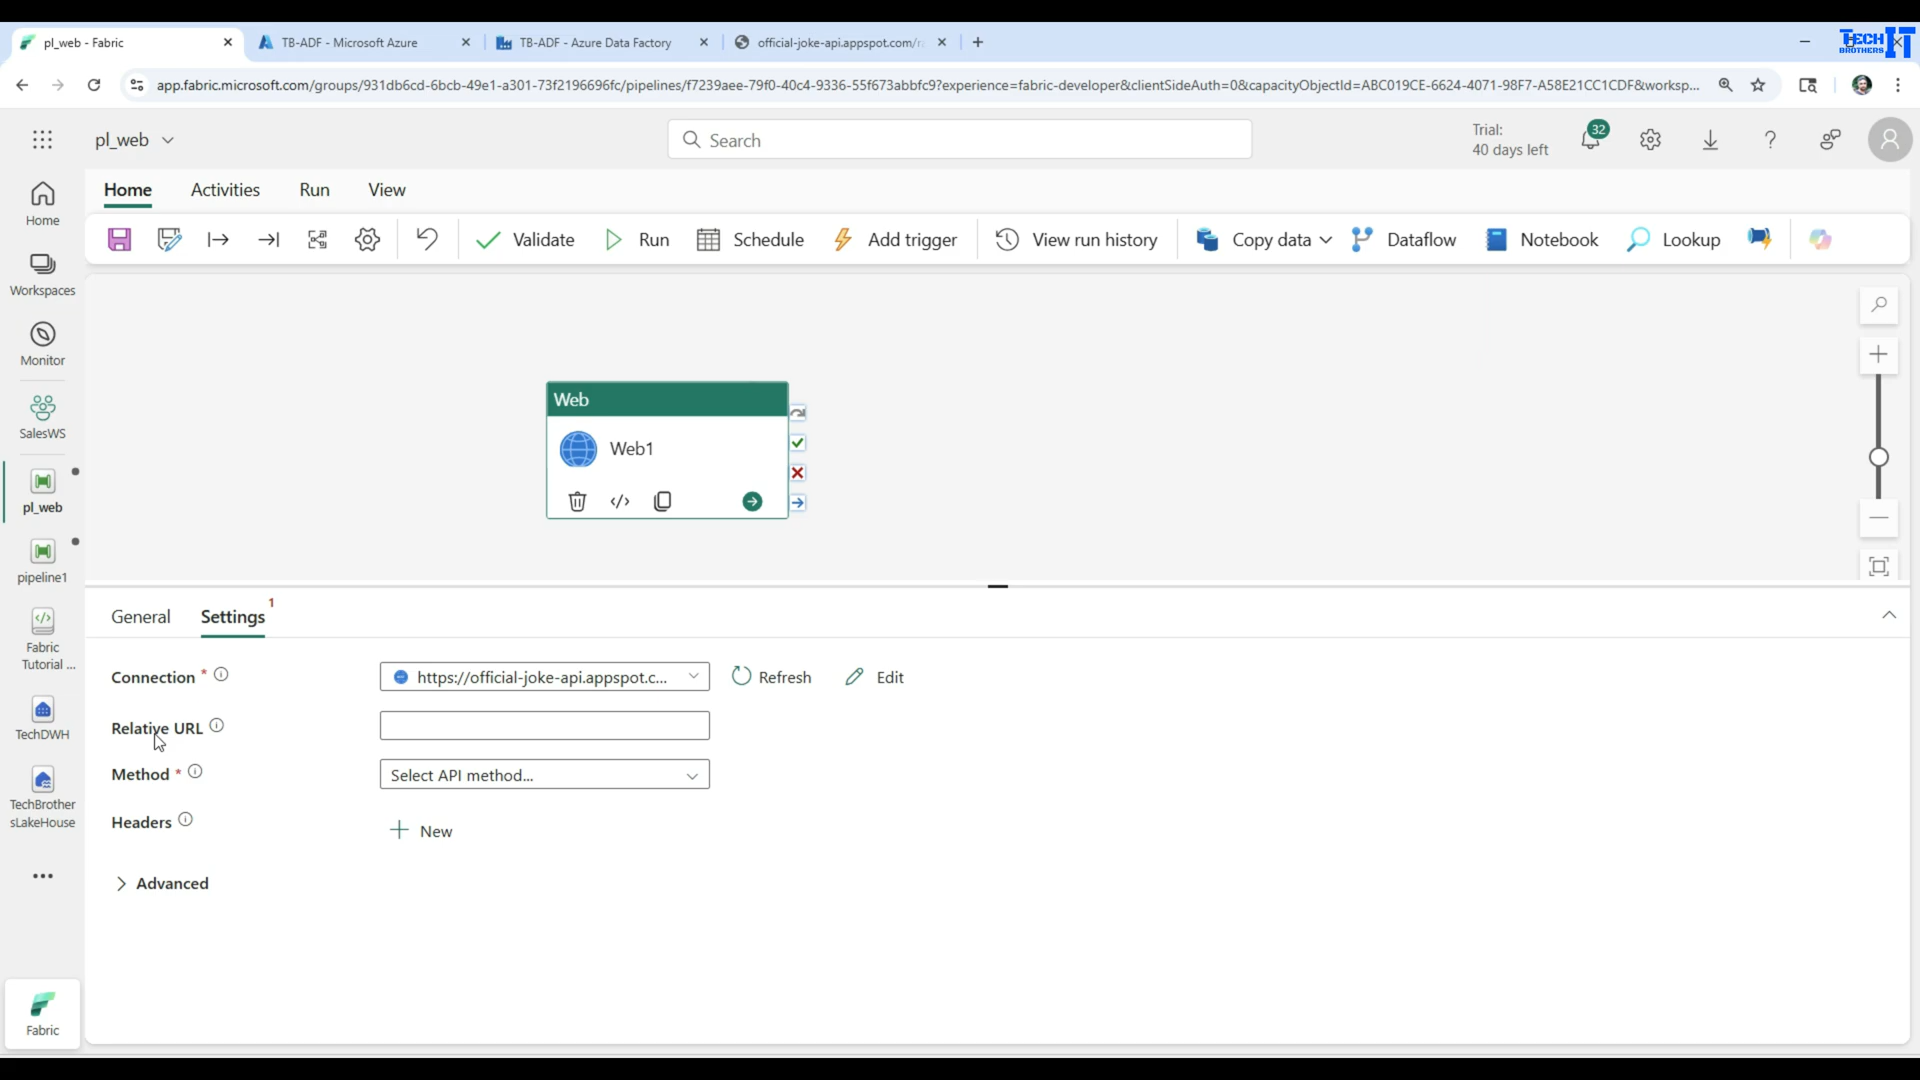 pl_web - Fabric
TB-ADF - Microsoft Azure
TB-ADF - Azure Data Factory
official-joke-api.appspot.com/r
TECH IT
BROTHERS
app.fabric.microsoft.com/groups/931db6cd-6bcb-49e1-a301-73f2196696fc/pipelines/f7239aee-79f0-40c4-9336-55f673abbfc9?experience=fabric-developer&clientSideAuth=0&capacityObjectId=ABC019CE-6624-4071-98F7-A58E21CC1CDF&worksp...
pl_web
Search
Trial:
40 days left
32
Home
Activities
Run
View
Validate
Run
Schedule
Add trigger
View run history
Copy data
Dataflow
Notebook
Lookup
Home
Workspaces
Monitor
SalesWS
pl_web
pipeline1
Fabric
Tutorial ...
TechDWH
TechBrother
sLakeHouse
Fabric
Web
Web1
General
Settings 1
Connection *
https://official-joke-api.appspot.c...
Refresh
Edit
Relative URL
Method *
Select API method...
Headers
New
Advanced